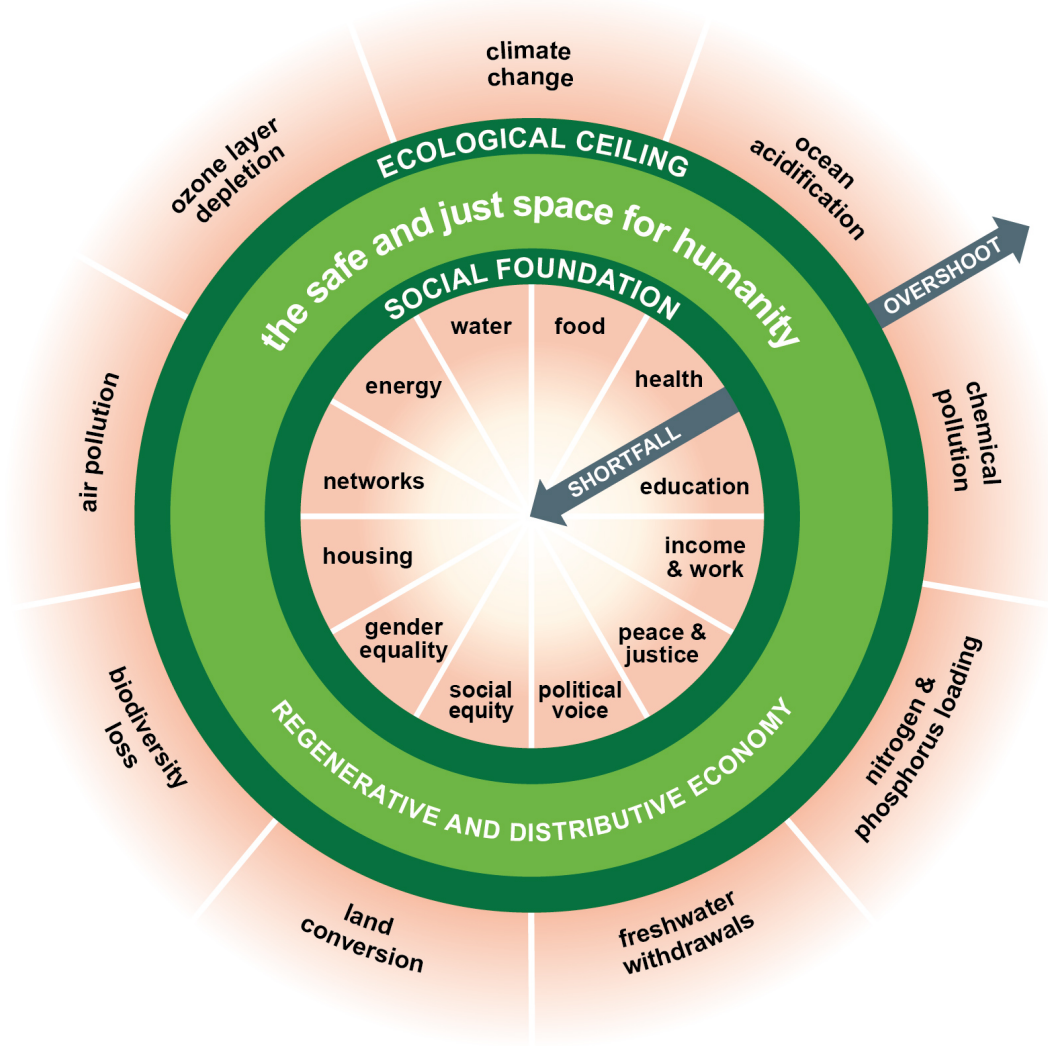 climate
change
ocean
acidification
OVERSHOOT
chemical
pollution
nitrogen &
phosphorus loading
freshwater
withdrawals
land
conversion
biodiversity
loss
air pollution
ozone layer
depletion
ECOLOGICAL CEILING
the safe and just space for humanity
SOCIAL FOUNDATION
water
food
health
SHORTFALL
education
income
& work
peace &
justice
political
voice
social
equity
gender
equality
housing
networks
energy
REGENERATIVE AND DISTRIBUTIVE ECONOMY